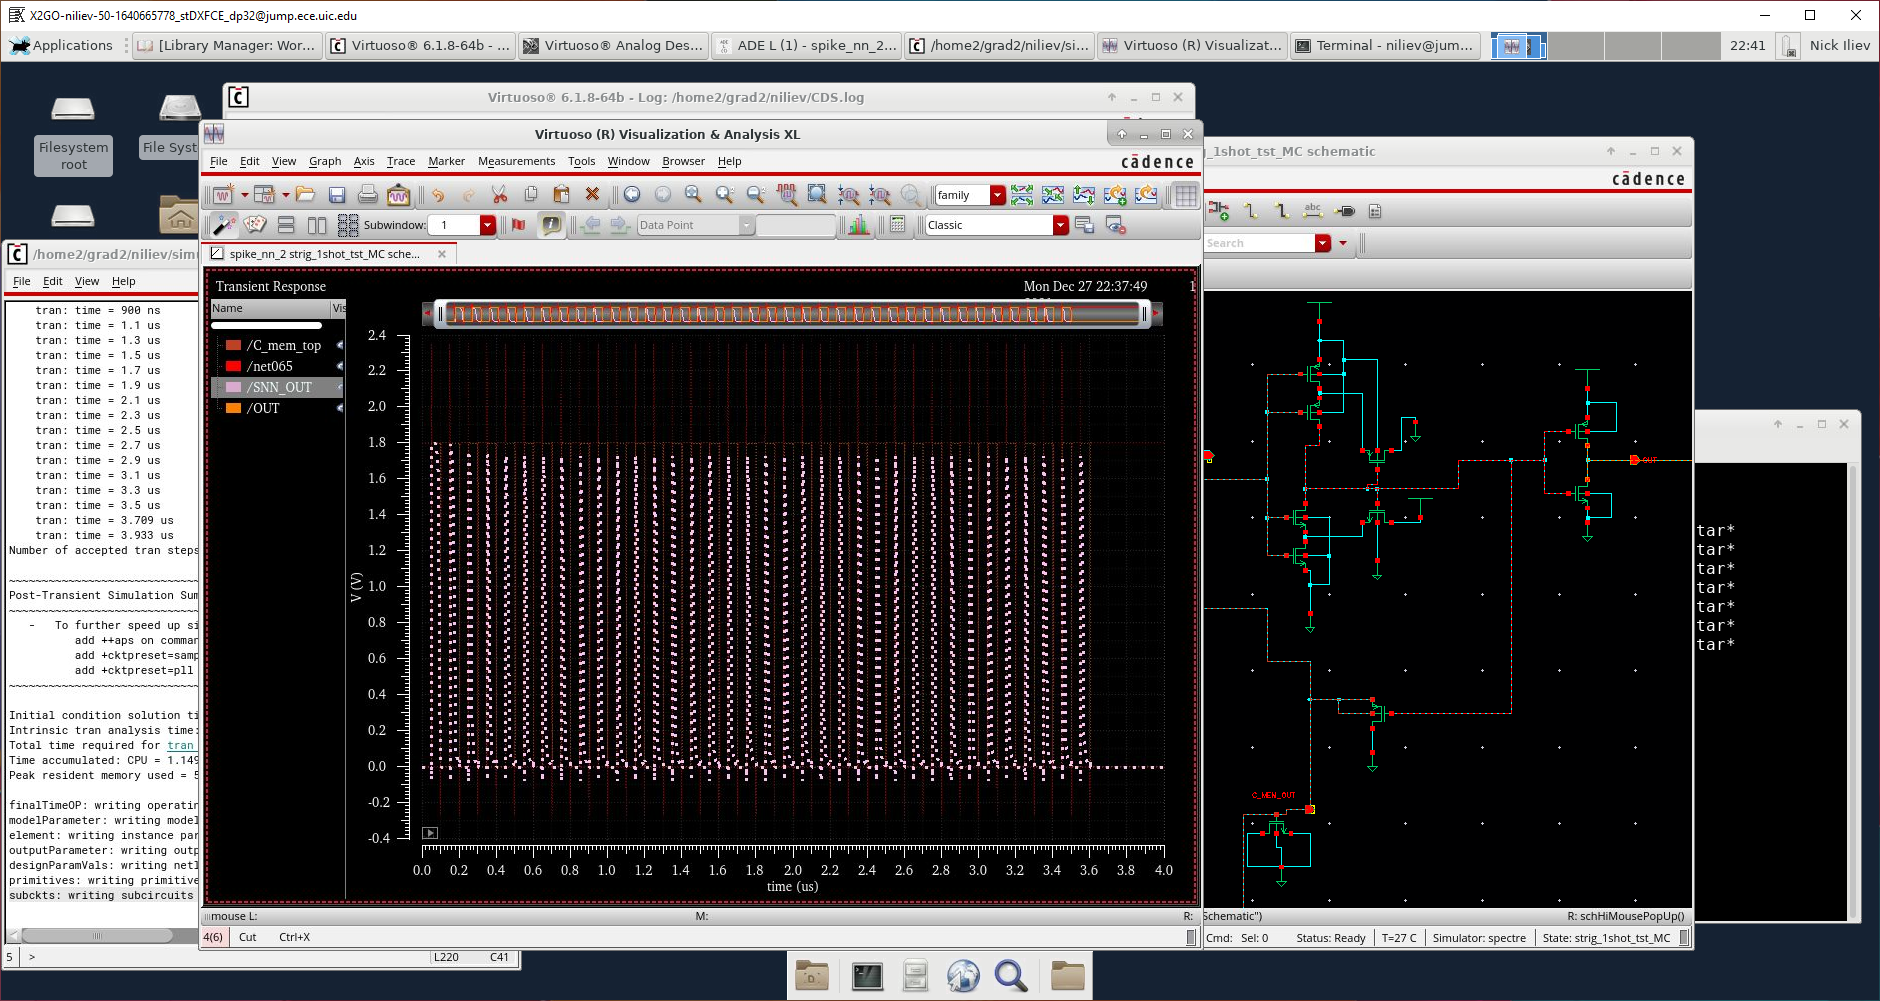 X2GO-niliev-50-1640665778_stDXFCE_dp32@jump.ece.uic.edu
Applications
[Library Manager: Wor...
Virtuoso® 6.1.8-64b - ...
Virtuoso® Analog Des...
ADE L (1) - spike_nn_2...
/home2/grad2/niliev/si...
Virtuoso (R) Visualizat...
Terminal - niliev@jum...
22:41
Nick Iliev
Filesystem root
File Syst
Virtuoso® 6.1.8-64b - Log: /home2/grad2/niliev/CDS.log
Virtuoso (R) Visualization & Analysis XL
File Edit View Graph Axis Trace Marker Measurements Tools Window Browser Help
cādence
family
Subwindow: 1
Data Point
Classic
spike_nn_2 strig_1shot_tst_MC sche...
Transient Response
Mon Dec 27 22:37:49
1
Name
Vis
/C_mem_top
/net065
/SNN_OUT
/OUT
V (V)
2.4
2.2
2.0
1.8
1.6
1.4
1.2
1.0
0.8
0.6
0.4
0.2
0.0
-0.2
-0.4
0.0 0.2 0.4 0.6 0.8 1.0 1.2 1.4 1.6 1.8 2.0 2.2 2.4 2.6 2.8 3.0 3.2 3.4 3.6 3.8 4.0
time (us)
mouse L:
M:
R:
4(6)
Cut
Ctrl+X
/home2/grad2/niliev/sim
File Edit View Help
tran: time = 900 ns
tran: time = 1.1 us
tran: time = 1.3 us
tran: time = 1.5 us
tran: time = 1.7 us
tran: time = 1.9 us
tran: time = 2.1 us
tran: time = 2.3 us
tran: time = 2.5 us
tran: time = 2.7 us
tran: time = 2.9 us
tran: time = 3.1 us
tran: time = 3.3 us
tran: time = 3.5 us
tran: time = 3.709 us
tran: time = 3.933 us
Number of accepted tran steps
~~~~~~~~~~~~~~~~~~~~~~~~~~~~~
Post-Transient Simulation Sum
~~~~~~~~~~~~~~~~~~~~~~~~~~~~~
- To further speed up si
add ++aps on comman
add +cktpreset=samp
add +cktpreset=pll
~~~~~~~~~~~~~~~~~~~~~~~~~~~~~
Initial condition solution ti
Intrinsic tran analysis time:
Total time required for tran
Time accumulated: CPU = 1.149
Peak resident memory used = 5
finalTimeOP: writing operatin
modelParameter: writing model
element: writing instance par
outputParameter: writing outp
designParamVals: writing netl
primitives: writing primitive
subckts: writing subcircuits
5
>
L220
C41
_1shot_tst_MC schematic
cādence
abc
Search
OUT
C_MEM_OUT
Schematic")
R: schHiMousePopUp()
Cmd: Sel: 0
Status: Ready
T=27 C
Simulator: spectre
State: strig_1shot_tst_MC
tar*
tar*
tar*
tar*
tar*
tar*
tar*